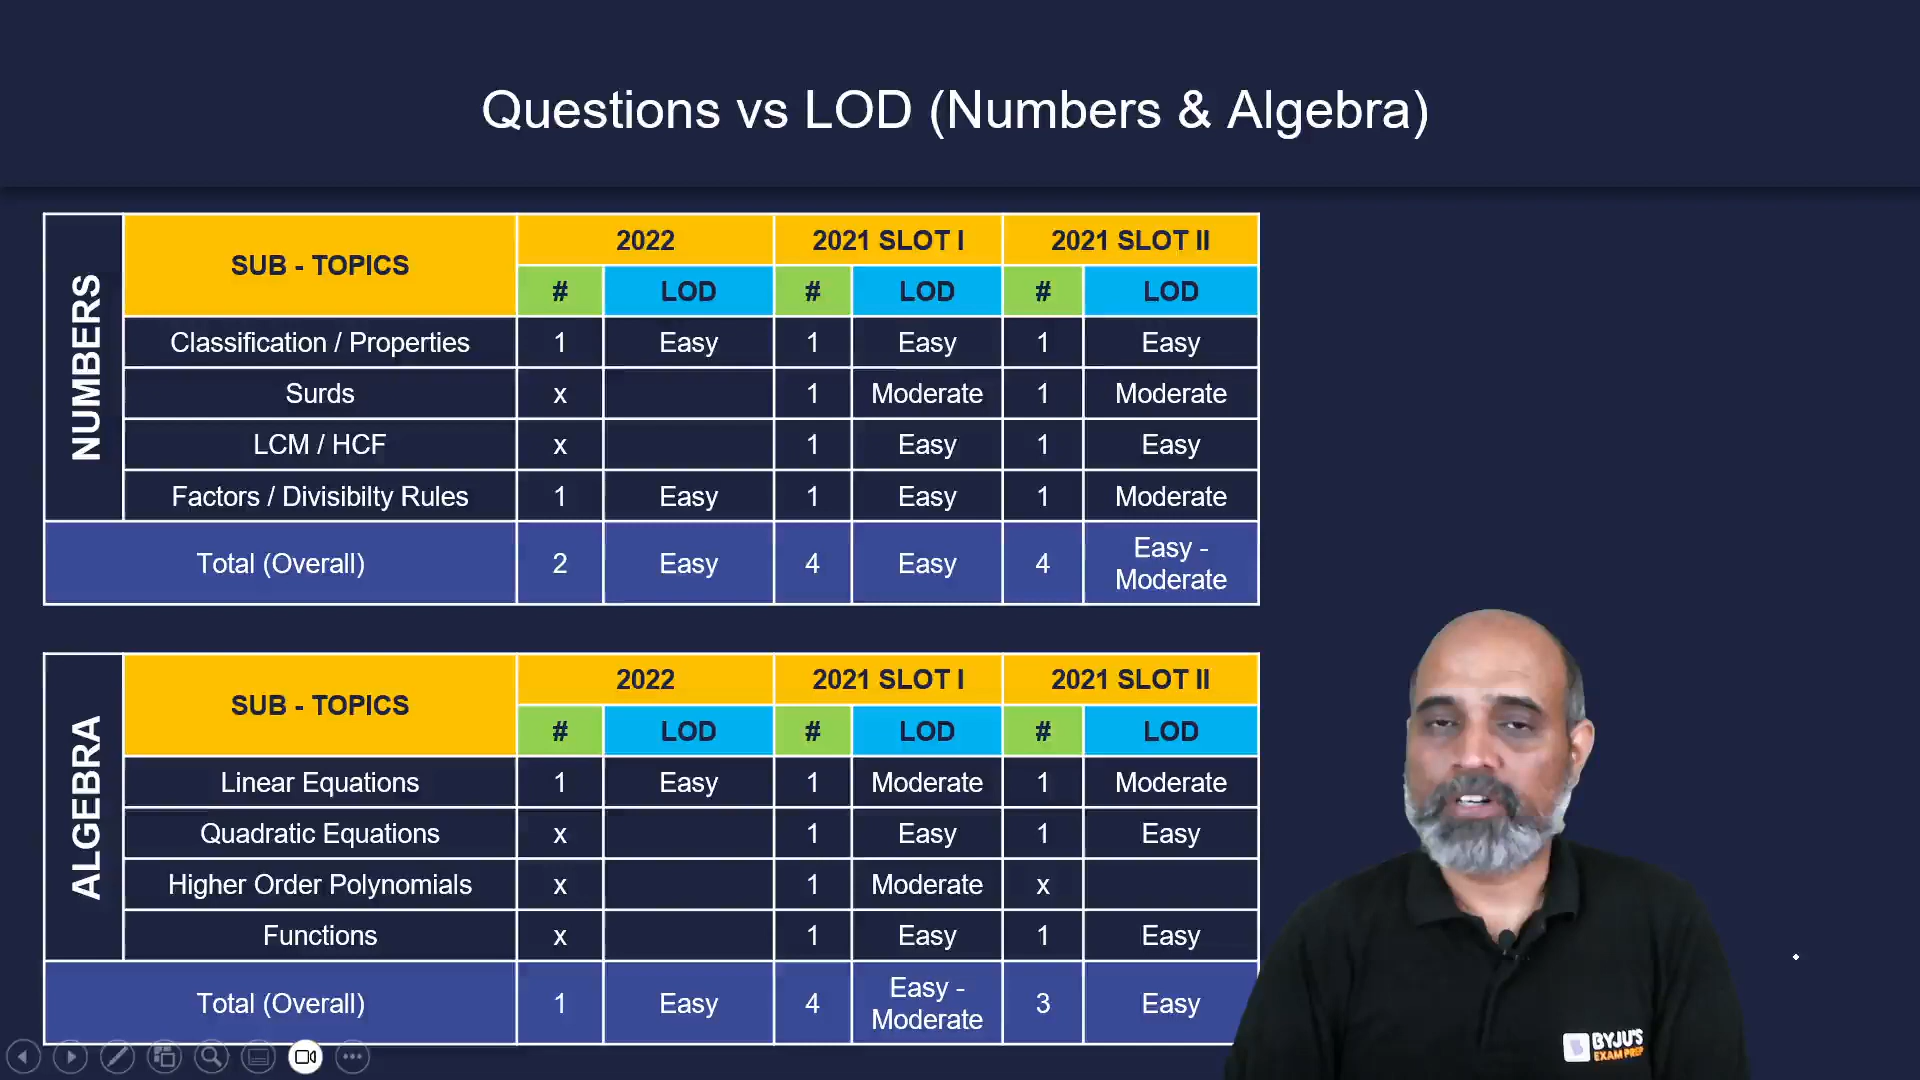 Questions vs LOD (Numbers & Algebra)
NUMBERS
SUB - TOPICS 2022 2021 SLOT I 2021 SLOT II
# LOD # LOD # LOD
Classification / Properties 1 Easy 1 Easy 1 Easy
Surds x 1 Moderate 1 Moderate
LCM / HCF x 1 Easy 1 Easy
Factors / Divisibilty Rules 1 Easy 1 Easy 1 Moderate
Total (Overall) 2 Easy 4 Easy 4 Easy - Moderate
ALGEBRA
SUB - TOPICS 2022 2021 SLOT I 2021 SLOT II
# LOD # LOD # LOD
Linear Equations 1 Easy 1 Moderate 1 Moderate
Quadratic Equations x 1 Easy 1 Easy
Higher Order Polynomials x 1 Moderate x
Functions x 1 Easy 1 Easy
Total (Overall) 1 Easy 4 Easy - Moderate 3 Easy
BYJU'S
EXAM PREP